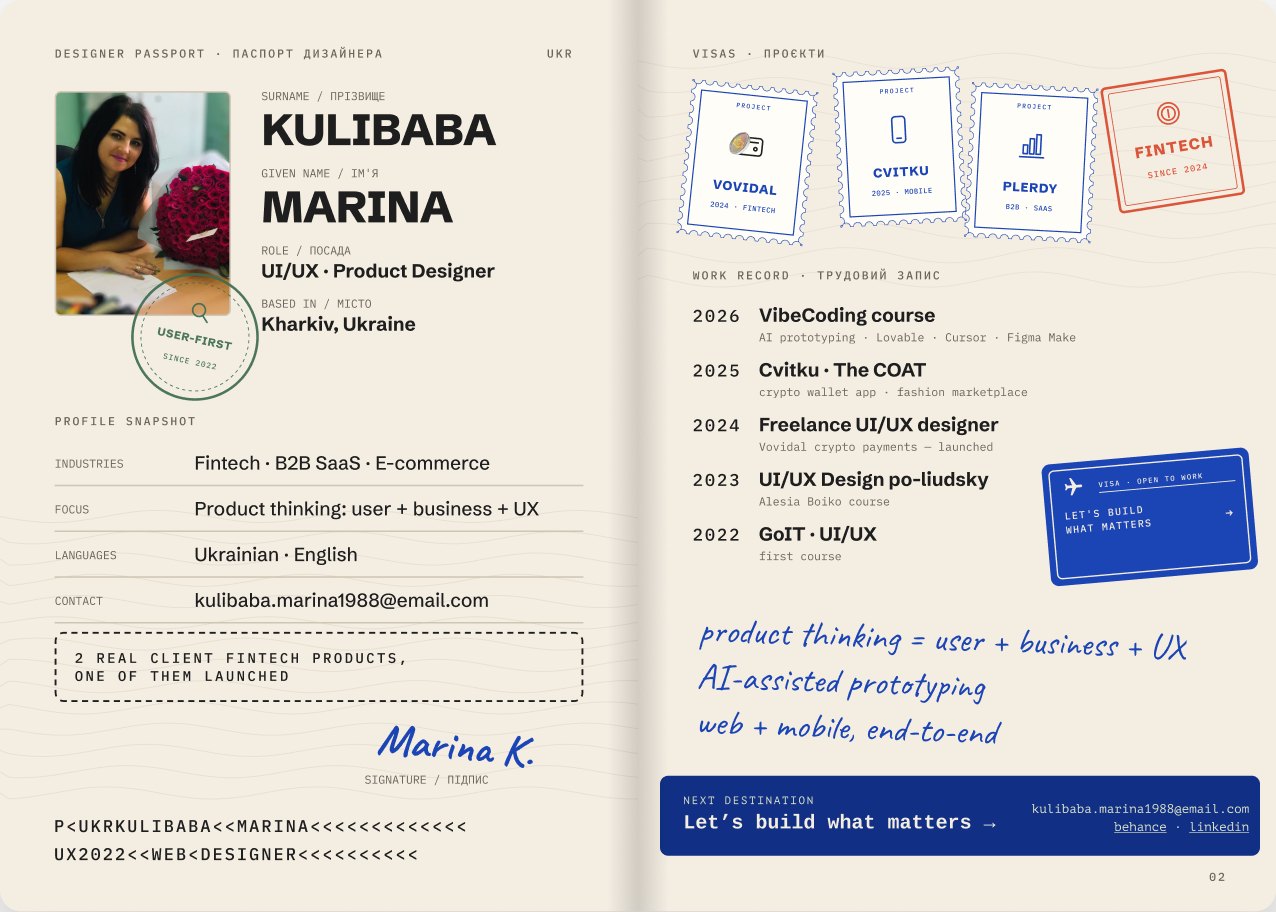 DESIGNER PASSPORT · ПАСПОРТ ДИЗАЙНЕРА
UKR
SURNAME / ПРІЗВИЩЕ
KULIBABA
GIVEN NAME / ІМ'Я
MARINA
ROLE / ПОСАДА
UI/UX · Product Designer
BASED IN / МІСТО
Kharkiv, Ukraine
USER-FIRST
SINCE 2022
PROFILE SNAPSHOT
INDUSTRIES Fintech · B2B SaaS · E-commerce
FOCUS Product thinking: user + business + UX
LANGUAGES Ukrainian · English
CONTACT kulibaba.marina1988@email.com
2 REAL CLIENT FINTECH PRODUCTS,
ONE OF THEM LAUNCHED
Marina K.
SIGNATURE / ПІДПИС
P<UKRKULIBABA<<MARINA<<<<<<<<<<<<<
UX2022<<WEB<DESIGNER<<<<<<<<<<
VISAS · ПРОЄКТИ
PROJECT
VOVIDAL
2024 · FINTECH
PROJECT
CVITKU
2025 · MOBILE
PROJECT
PLERDY
B2B · SAAS
FINTECH
SINCE 2024
WORK RECORD · ТРУДОВИЙ ЗАПИС
2026 VibeCoding course
AI prototyping · Lovable · Cursor · Figma Make
2025 Cvitku · The COAT
crypto wallet app · fashion marketplace
2024 Freelance UI/UX designer
Vovidal crypto payments — launched
2023 UI/UX Design po-liudsky
Alesia Boiko course
2022 GoIT · UI/UX
first course
VISA · OPEN TO WORK
LET'S BUILD
WHAT MATTERS →
product thinking = user + business + UX
AI-assisted prototyping
web + mobile, end-to-end
NEXT DESTINATION
Let’s build what matters →
kulibaba.marina1988@email.com
behance · linkedin
02